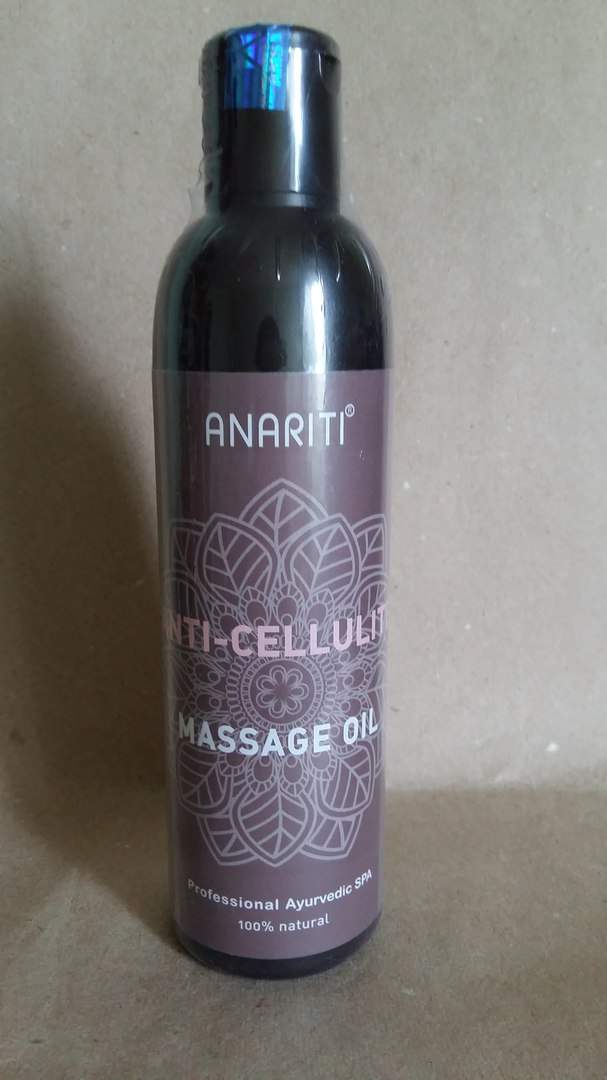 ANARITI®
NTI-CELLULIT
MASSAGE OIL
Professional Ayurvedic SPA
100% natural